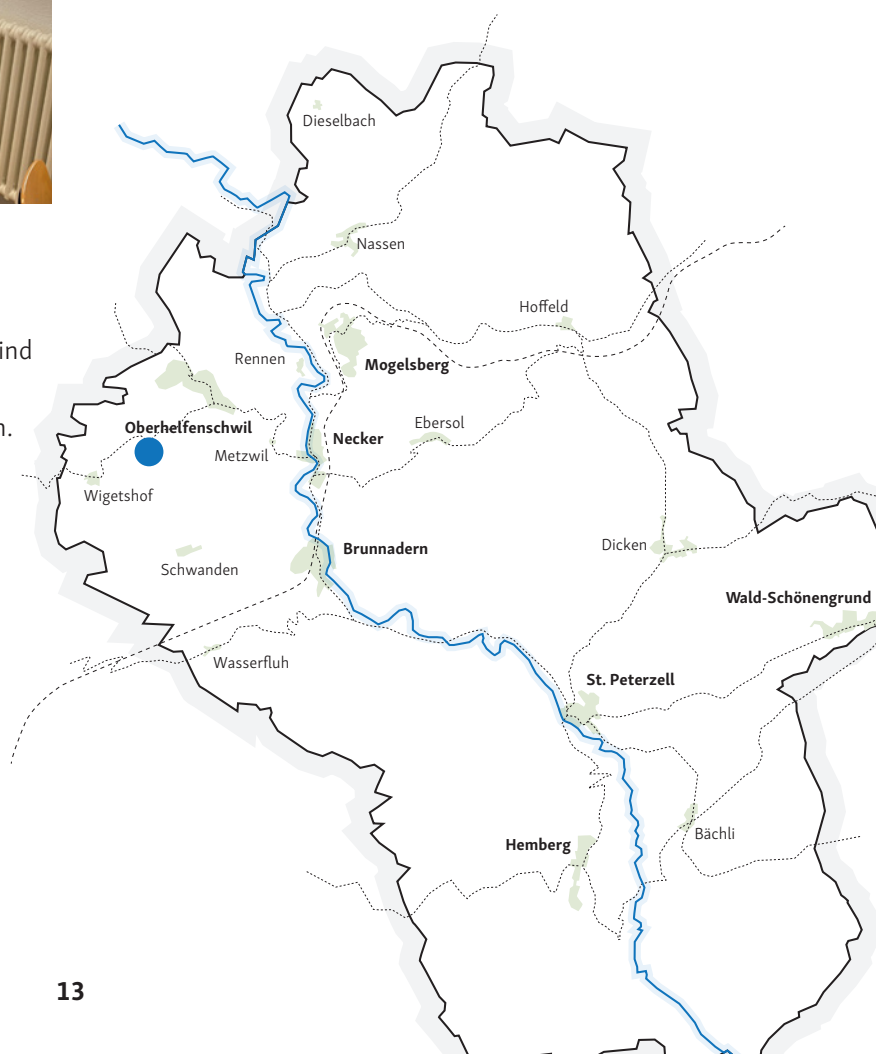 Dieselbach
Nassen
Hoffeld
ind
Rennen
Mogelsberg
n.
Oberhelfenschwil
Ebersol
Necker
Metzwil
Wigetshof
Dicken
Brunnadern
Schwanden
Wald-Schönengrund
Wasserfluh
St. Peterzell
Bächli
Hemberg
13